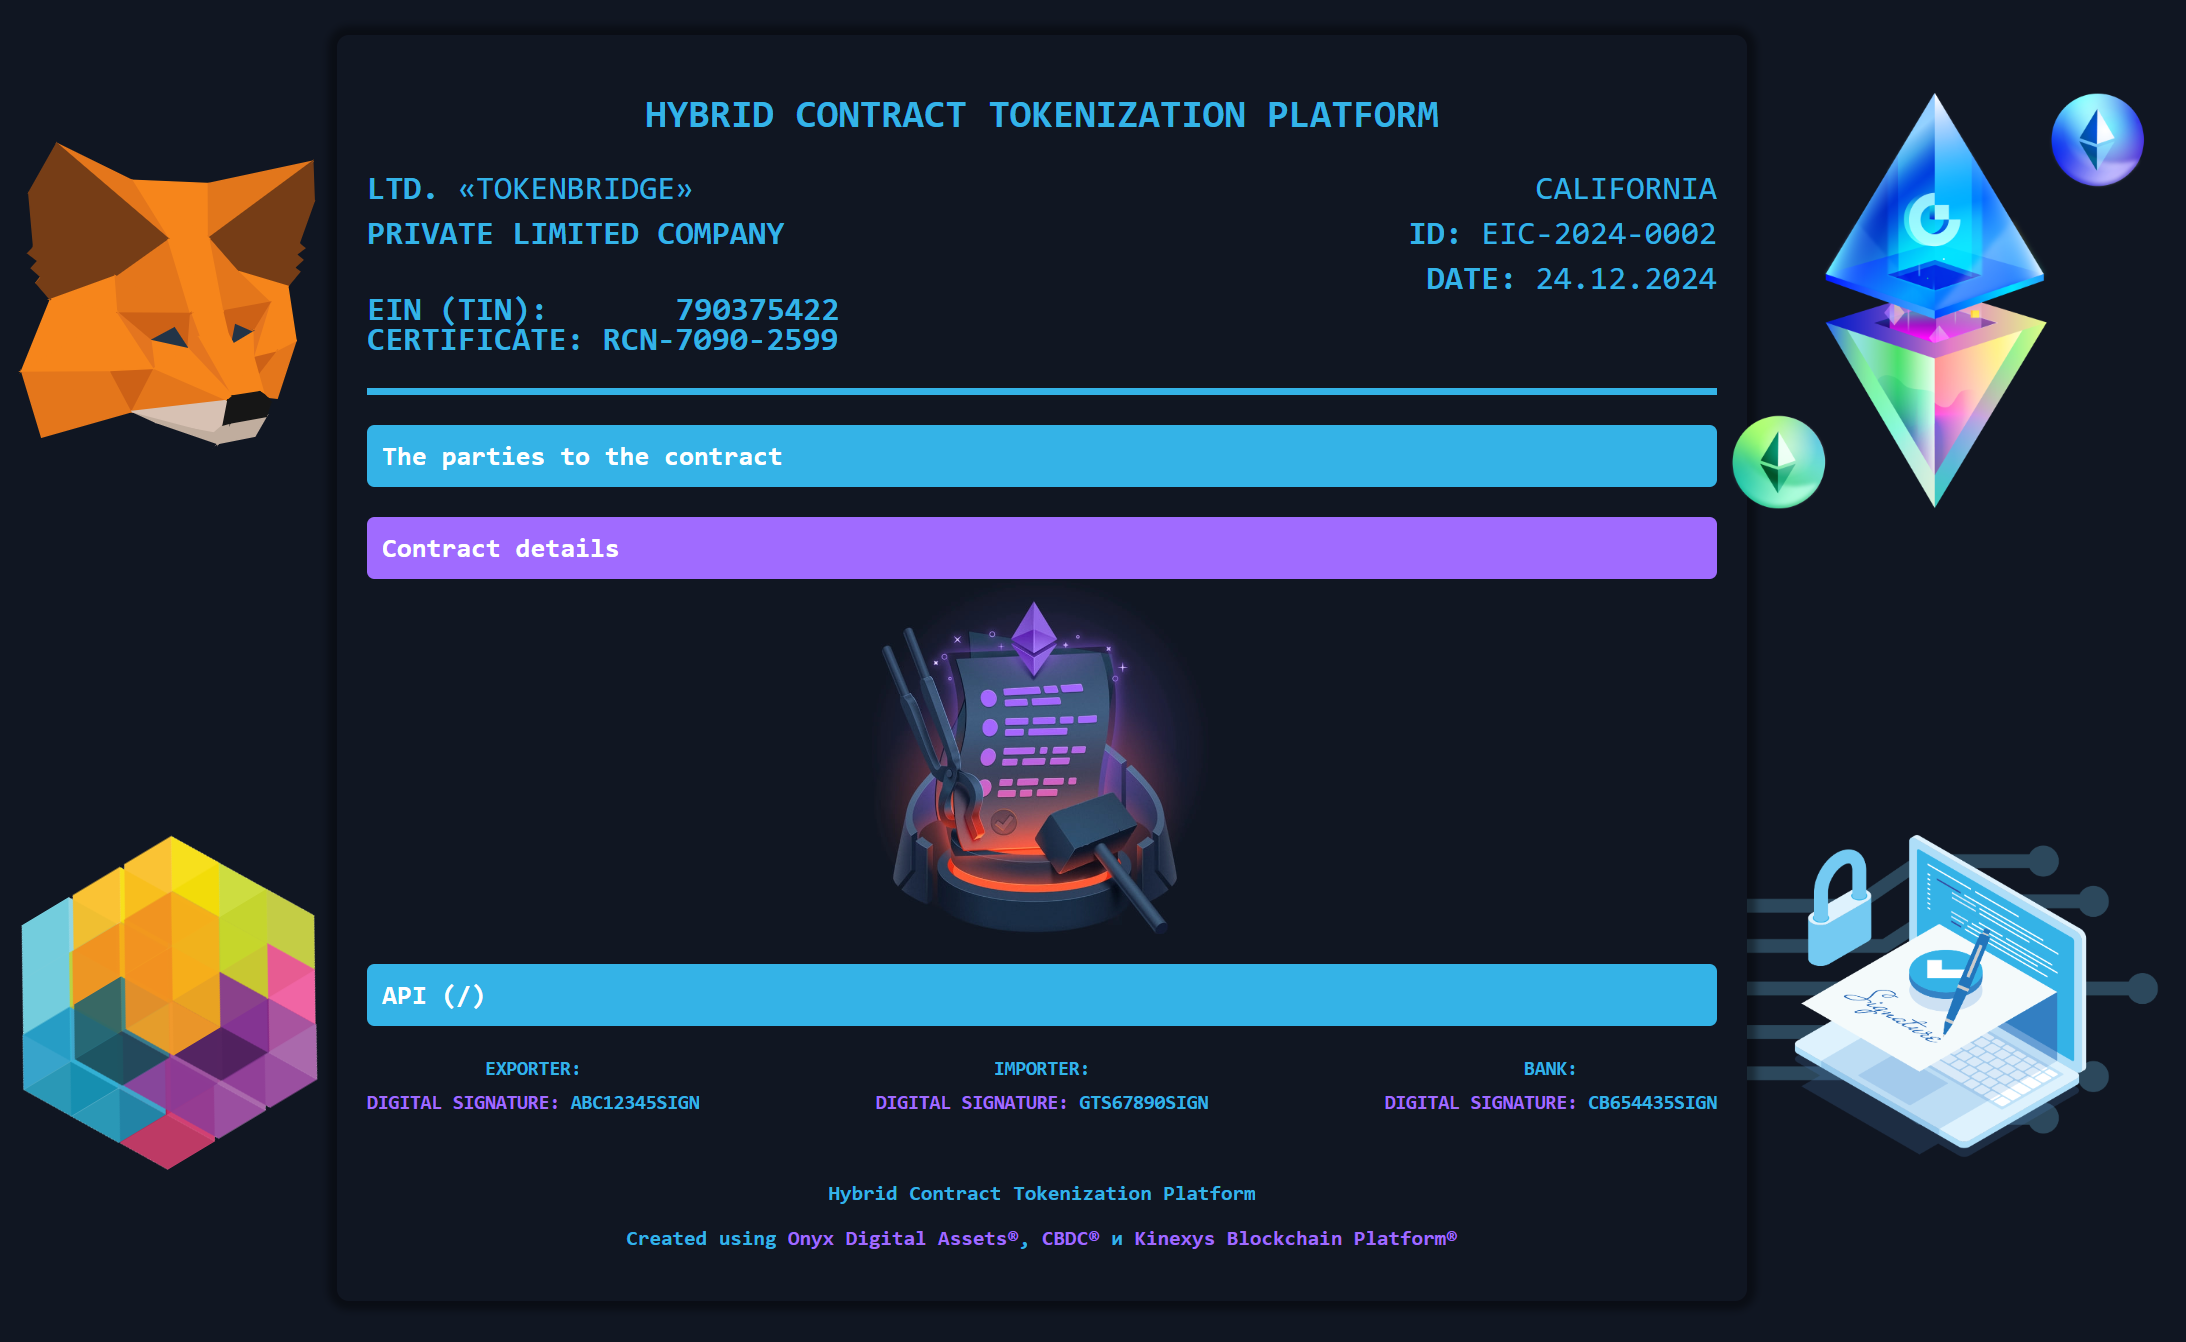 HYBRID CONTRACT TOKENIZATION PLATFORM
LTD. «TOKENBRIDGE»
PRIVATE LIMITED COMPANY
CALIFORNIA
ID: EIC-2024-0002
DATE: 24.12.2024
EIN (TIN): 790375422
CERTIFICATE: RCN-7090-2599
The parties to the contract
Contract details
API (/)
EXPORTER:
DIGITAL SIGNATURE: ABC12345SIGN
IMPORTER:
DIGITAL SIGNATURE: GTS67890SIGN
BANK:
DIGITAL SIGNATURE: CB654435SIGN
Signature
Hybrid Contract Tokenization Platform
Created using Onyx Digital Assets®, CBDC® и Kinexys Blockchain Platform®